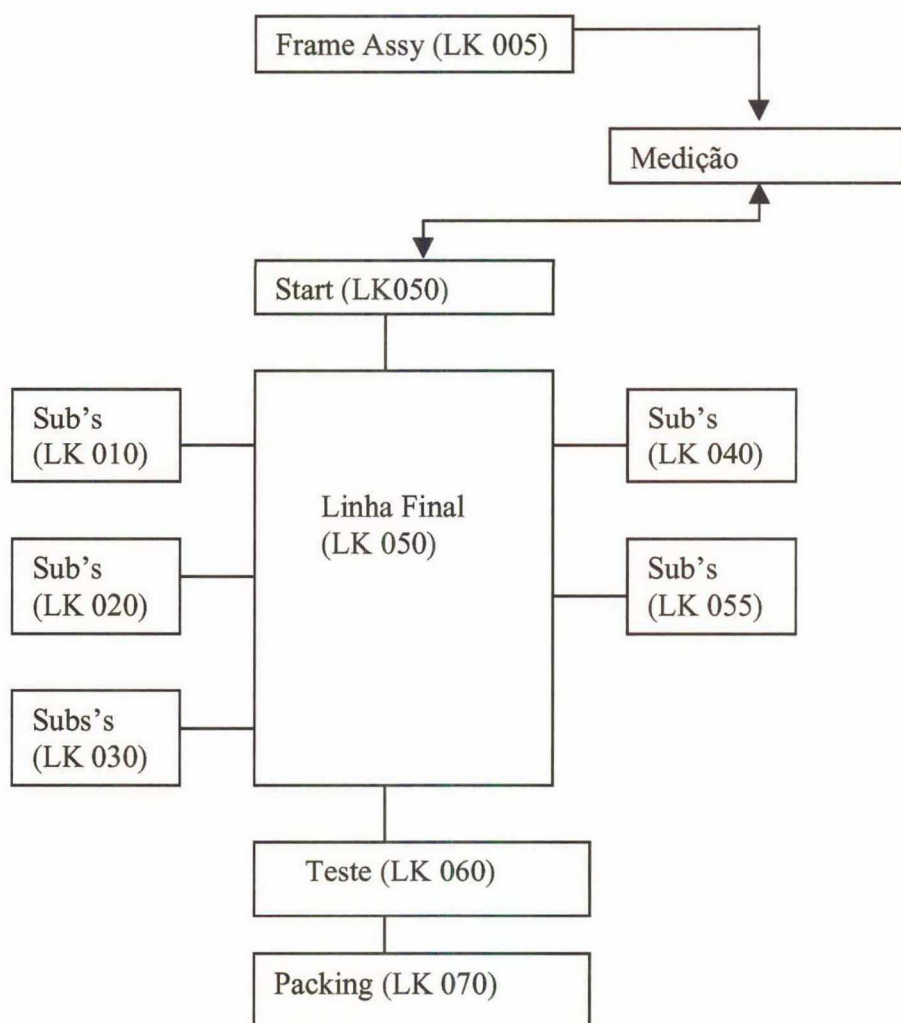 Frame Assy (LK 005)
Medição
Start (LK050)
Sub's
(LK 010)
Sub's
(LK 040)
Linha Final
(LK 050)
Sub's
(LK 020)
Sub's
(LK 055)
Subs's
(LK 030)
Teste (LK 060)
Packing (LK 070)